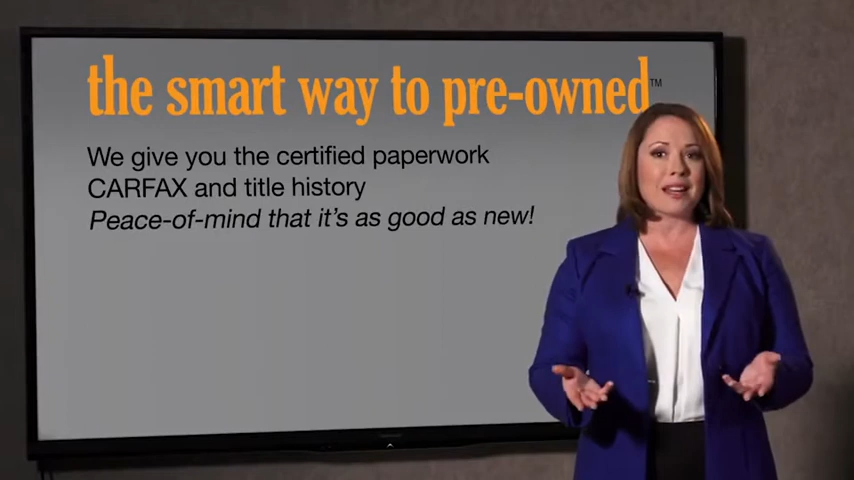 the smart way to pre-owned™
We give you the certified paperwork
CARFAX and title history
Peace-of-mind that it's as good as new!